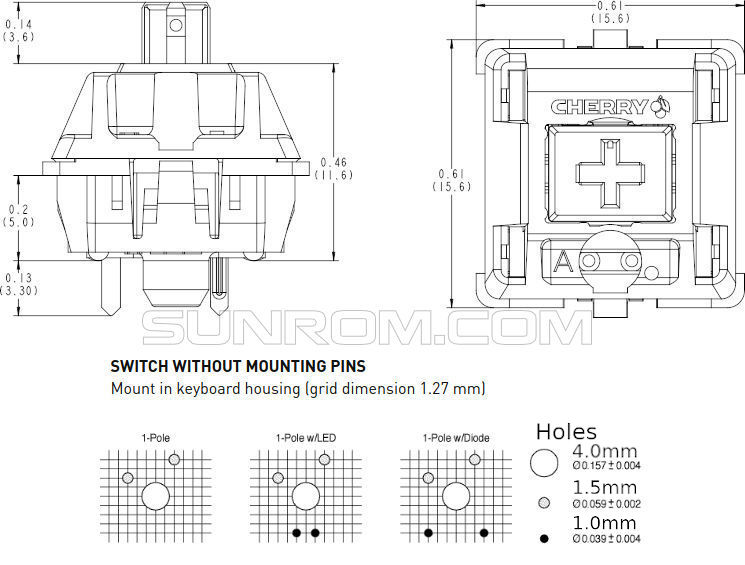 0.14
(3.6)
0.61
(15.6)
CHERRY
0.46
(11.6)
0.61
(15.6)
0.2
(5.0)
A
0.13
(3.30)
SUNROM.COM
SWITCH WITHOUT MOUNTING PINS
Mount in keyboard housing (grid dimension 1.27 mm)
1-Pole
1-Pole w/LED
1-Pole w/Diode
Holes
4.0mm
Ø0.157 ± 0.004
1.5mm
Ø0.059 ± 0.002
1.0mm
Ø0.039 ± 0.004